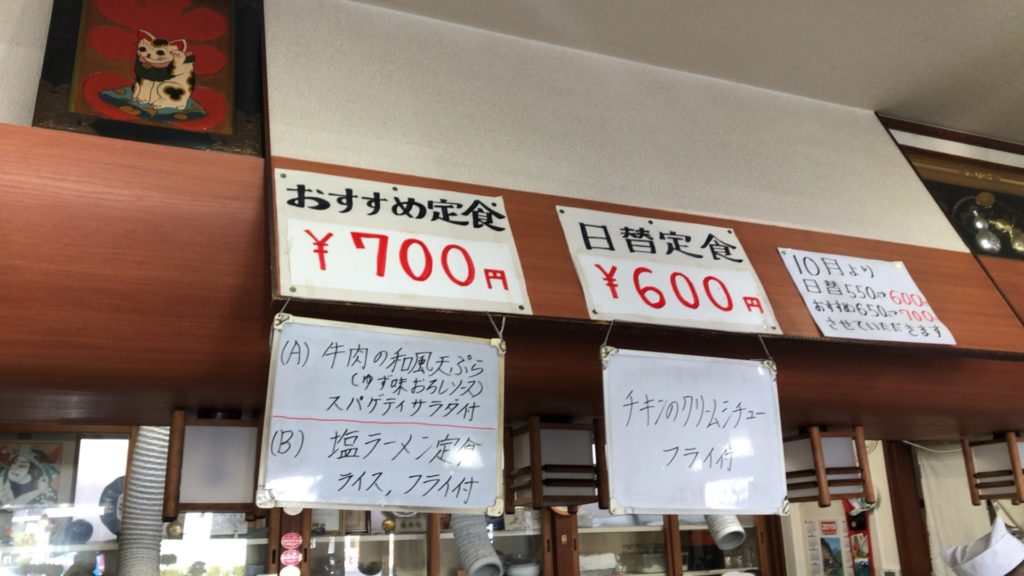 おすすめ定食
¥700円
(A) 牛肉の和風天ぷら
(ゆず味おろしソース)
スパゲティサラダ付
(B) 塩ラーメン定食
ライス,フライ付
日替定食
¥600円
チキンのクリームシチュー
フライ付
10月より
日替550⇒600
おすすめ650⇒700
させていただきます